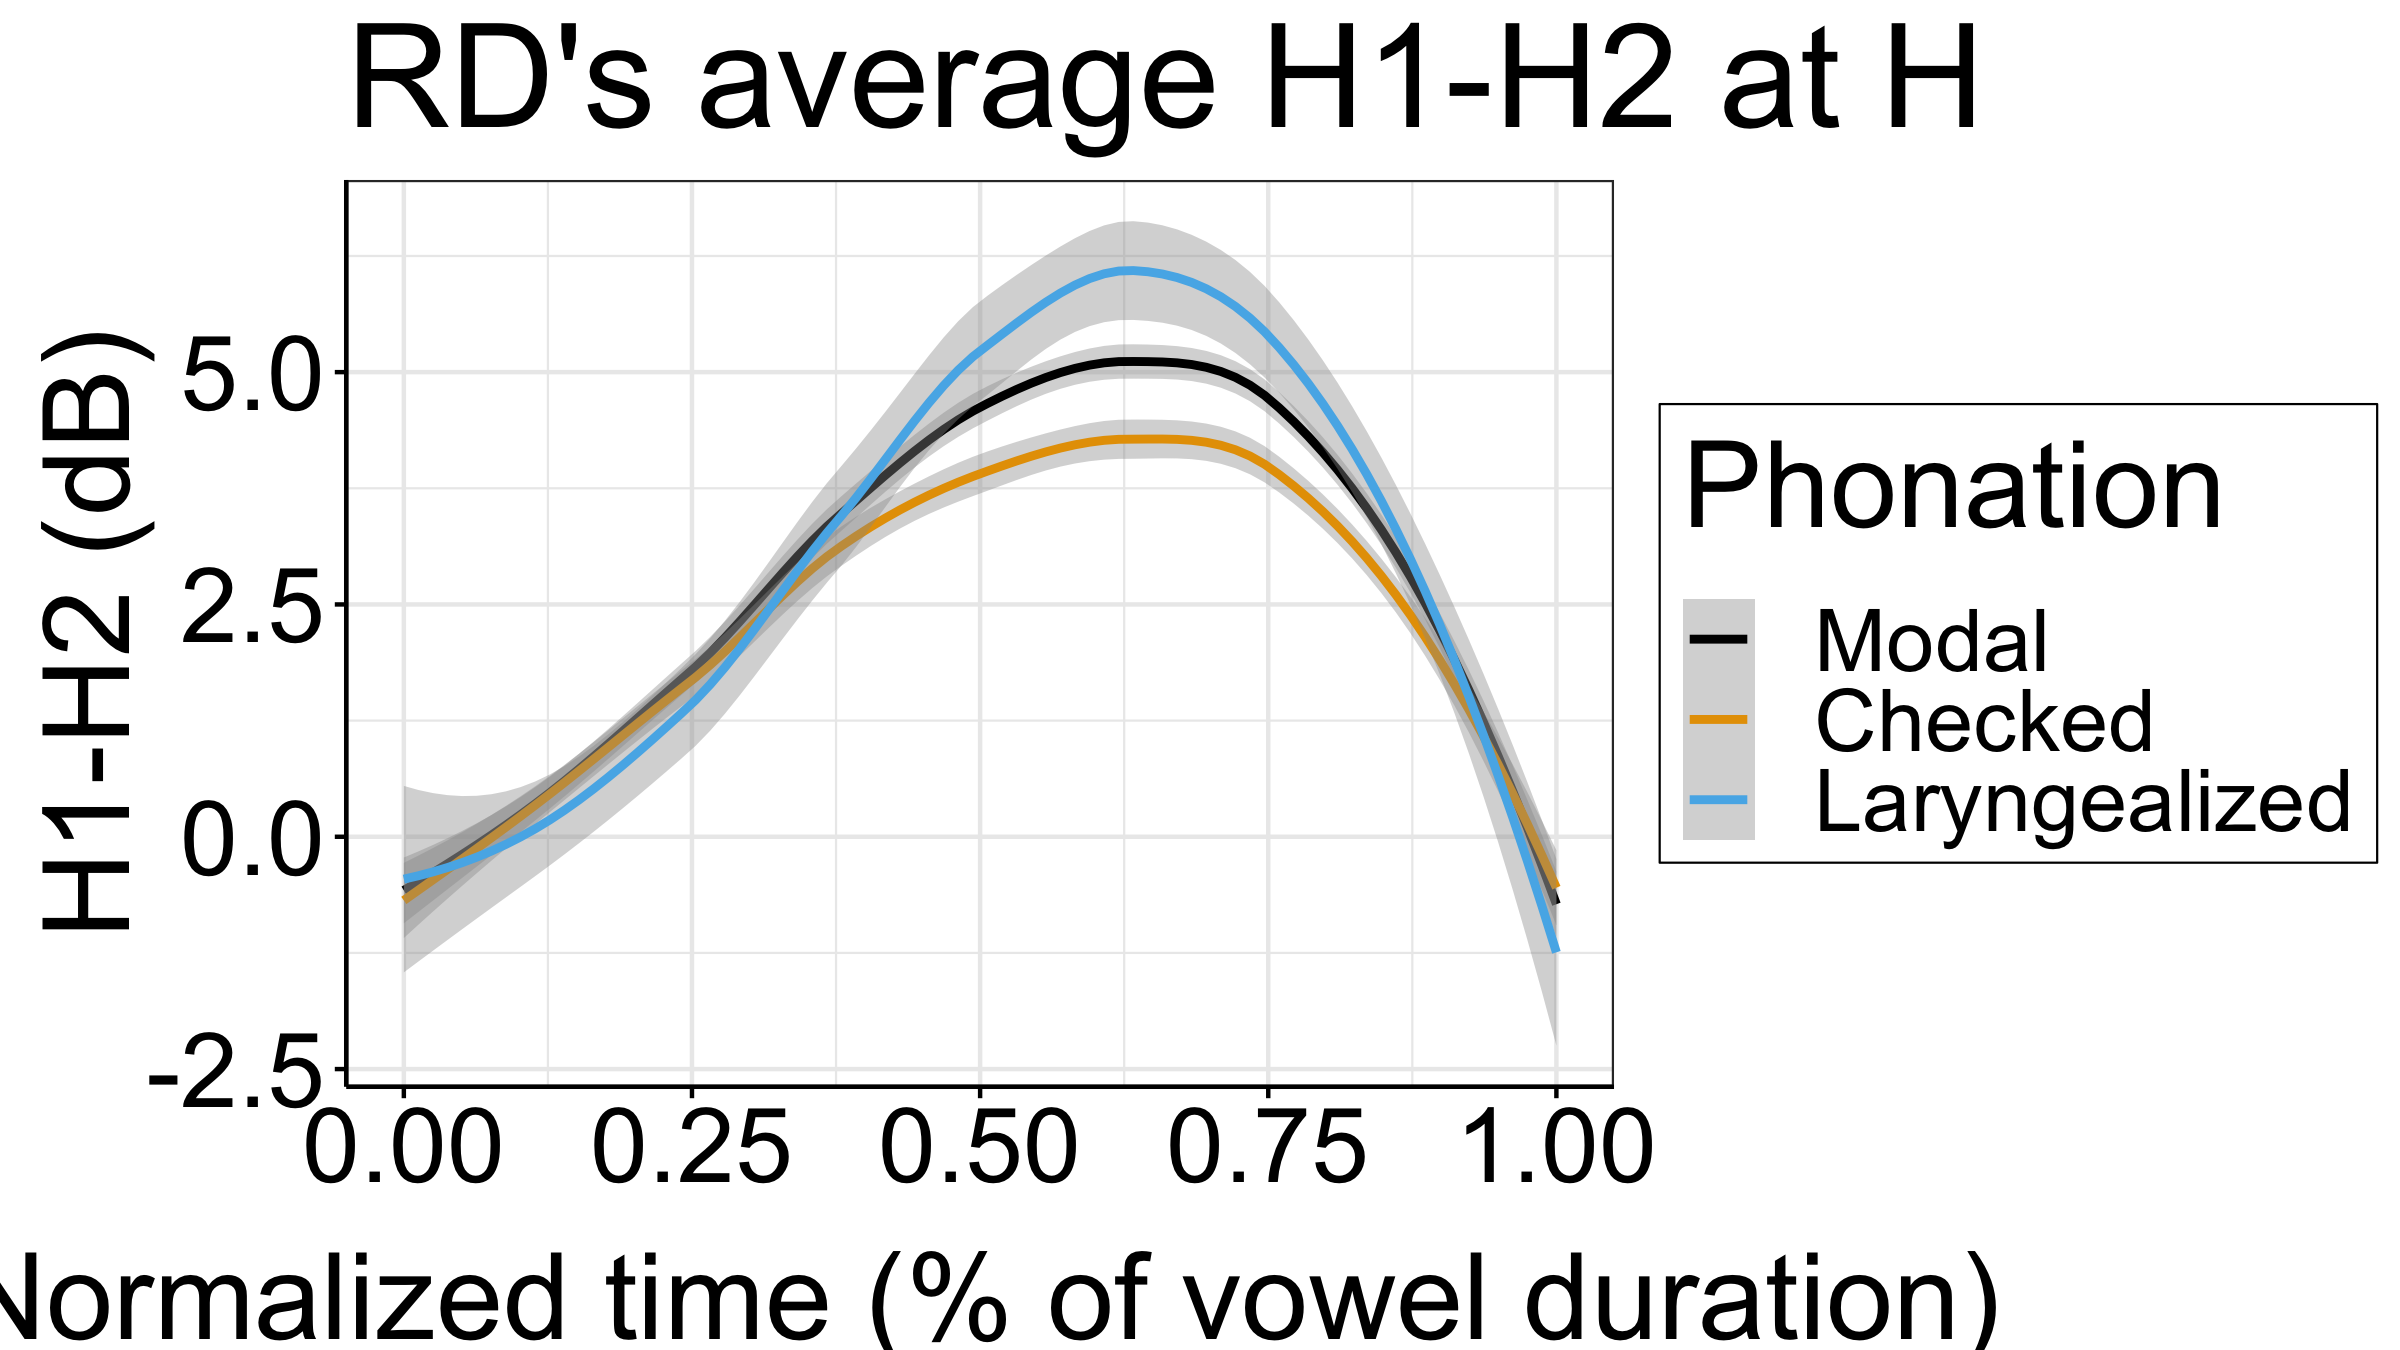 RD's average H1-H2 at H
H1-H2 (dB)
5.0
2.5
0.0
-2.5
0.00 0.25 0.50 0.75 1.00
Normalized time (% of vowel duration)
Phonation
Modal
Checked
Laryngealized